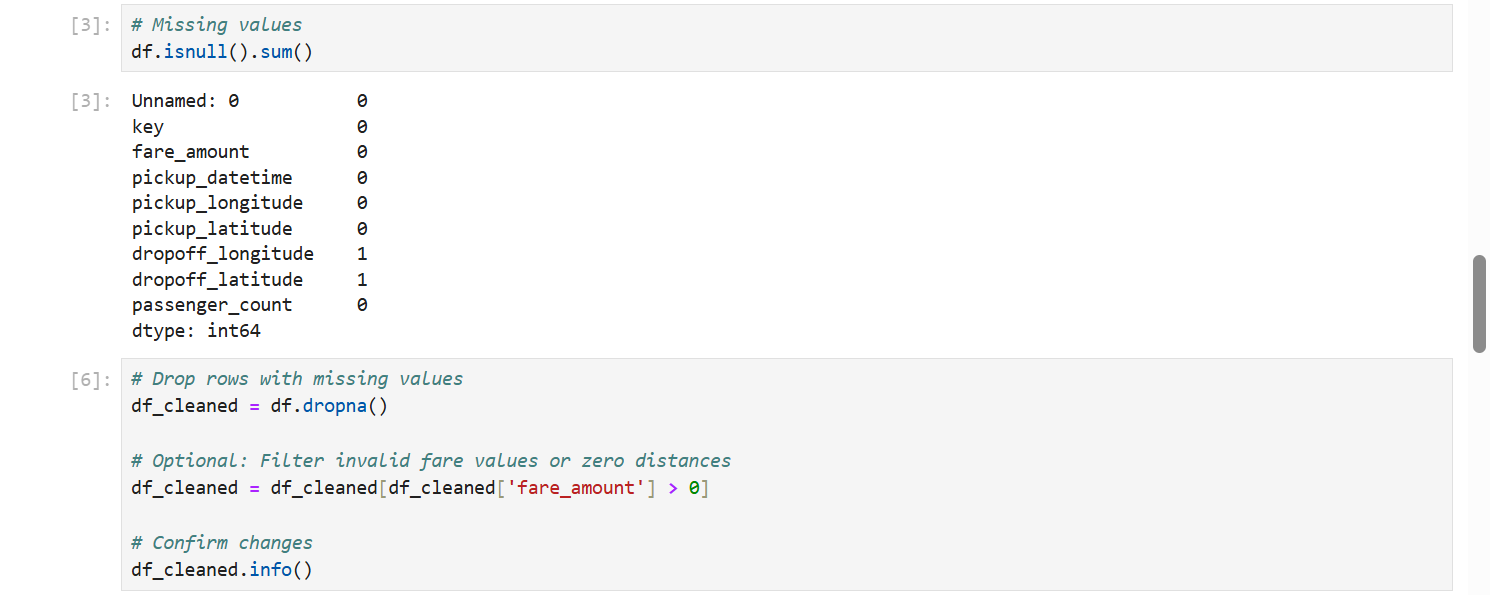 [3]: # Missing values
df.isnull().sum()
[3]: Unnamed: 0 0
key 0
fare_amount 0
pickup_datetime 0
pickup_longitude 0
pickup_latitude 0
dropoff_longitude 1
dropoff_latitude 1
passenger_count 0
dtype: int64
[6]: # Drop rows with missing values
df_cleaned = df.dropna()
# Optional: Filter invalid fare values or zero distances
df_cleaned = df_cleaned[df_cleaned['fare_amount'] > 0]
# Confirm changes
df_cleaned.info()